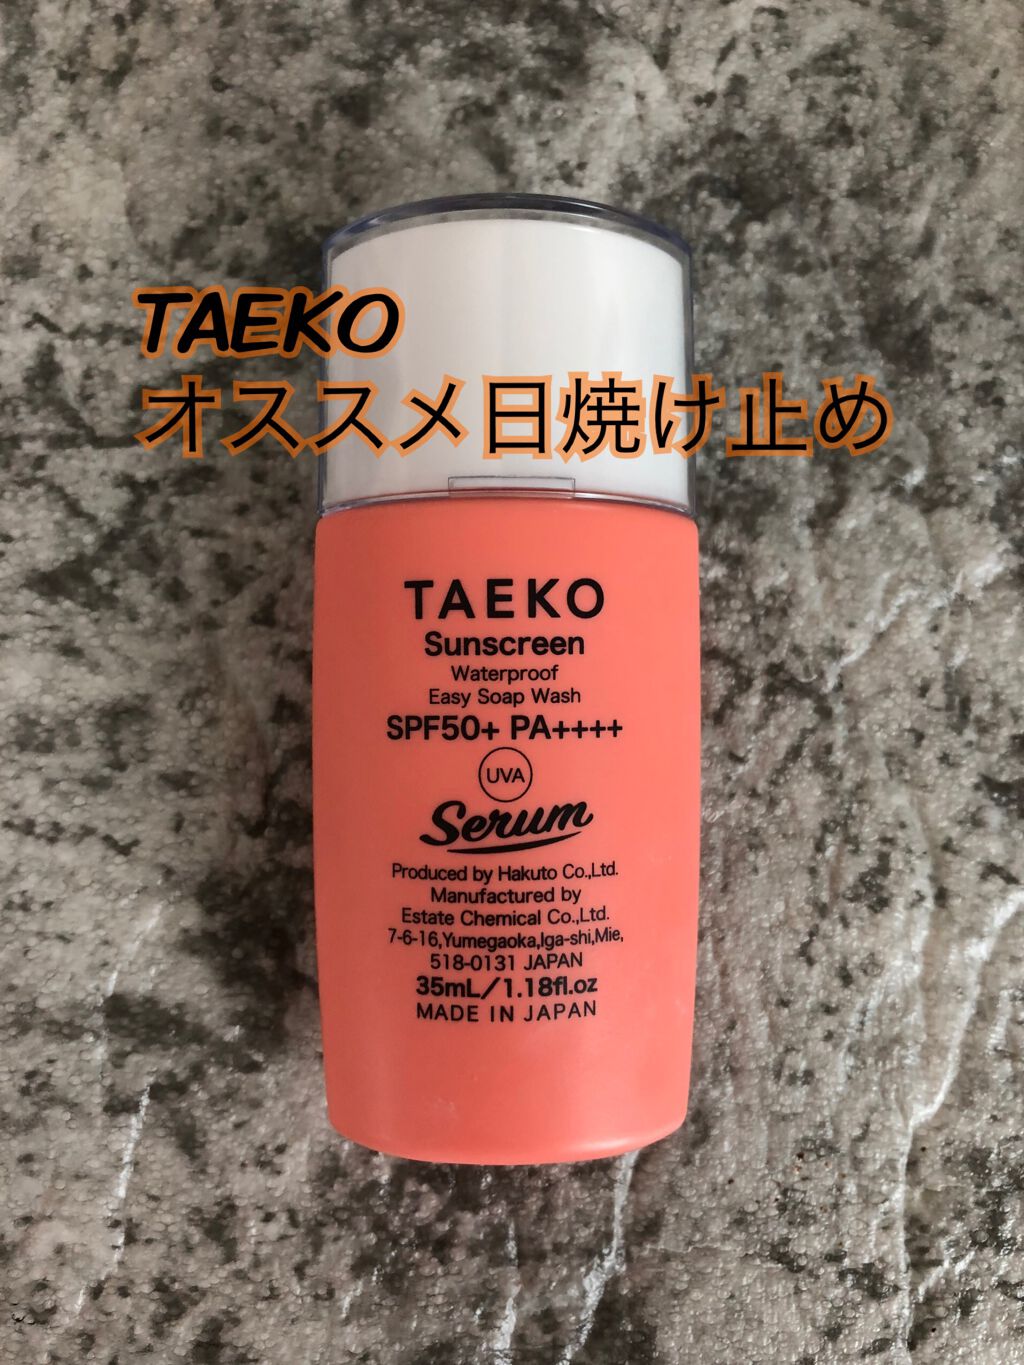 TAEKO
オススメ日焼け止め
TAEKO
Sunscreen
Waterproof
Easy Soap Wash
SPF50+ PA++++
UVA
Serum
Produced by Hakuto Co.,Ltd.
Manufactured by
Estate Chemical Co.,Ltd.
7-6-16,Yumegaoka,Iga-shi,Mie,
518-0131 JAPAN
35mL/1.18fl.oz
MADE IN JAPAN